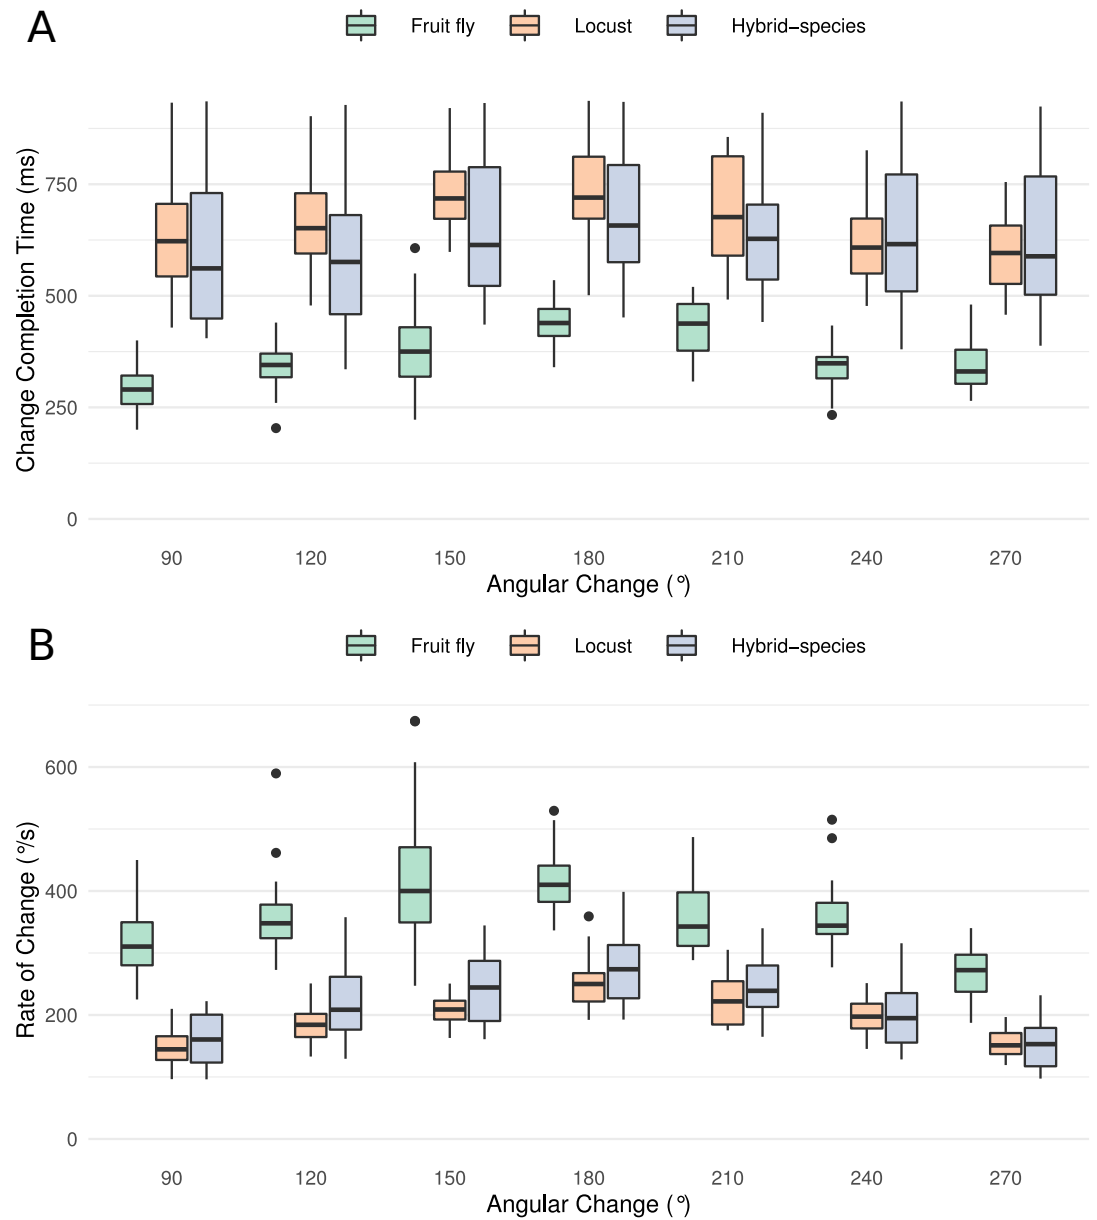 A
Fruit fly Locust Hybrid−species
Change Completion Time (ms)
750
500
250
0
90 120 150 180 210 240 270
Angular Change (°)
B
Fruit fly Locust Hybrid−species
Rate of Change (°/s)
600
400
200
0
90 120 150 180 210 240 270
Angular Change (°)